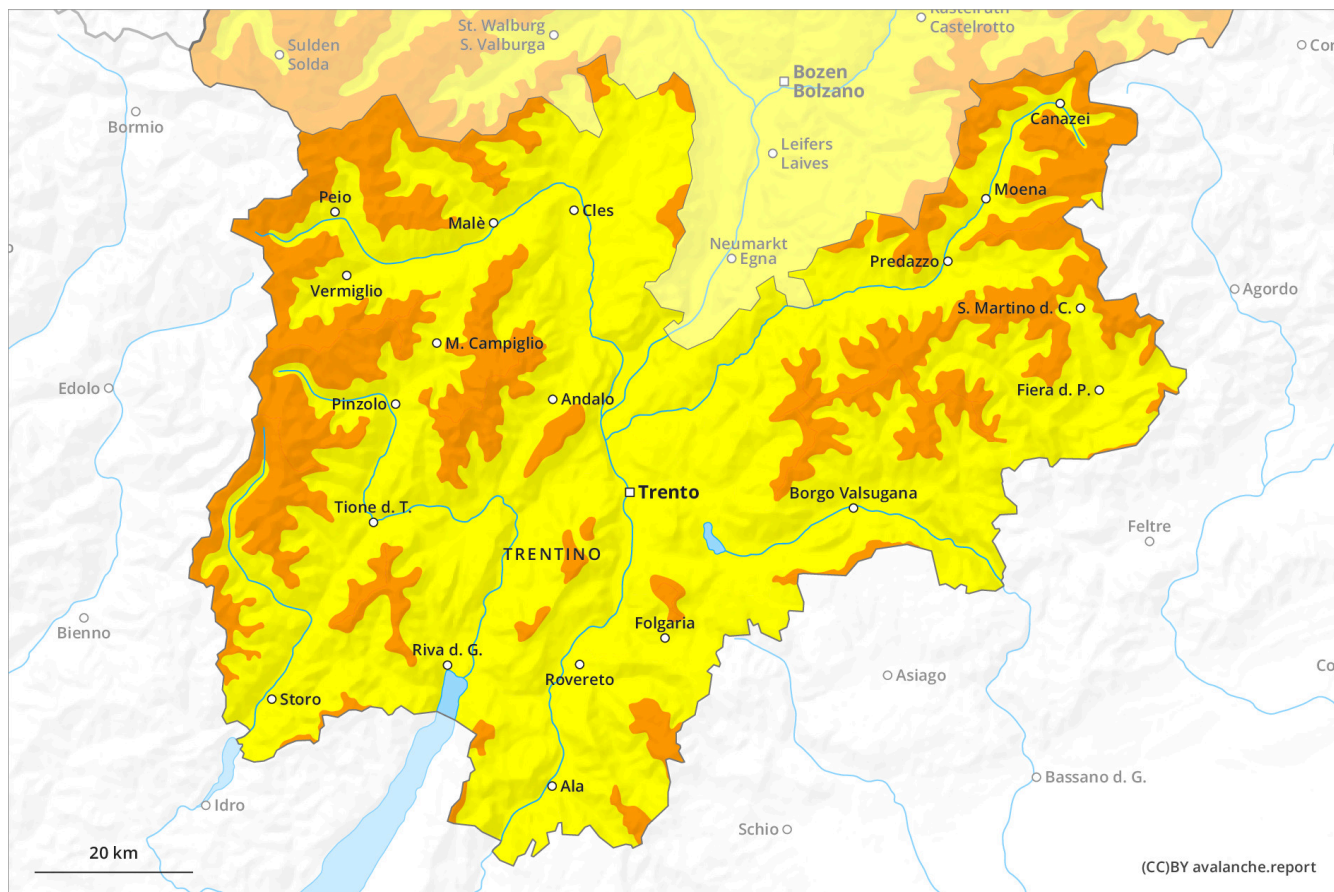 Kastelruth
Castelrotto
St. Walburg
S. Valburga
Sulden
Solda
Cor
Bozen
Bolzano
Bormio
Canazei
Leifers
Laives
Moena
Peio
Malè
Cles
Neumarkt
Egna
Predazzo
Vermiglio
Agordo
S. Martino d. C.
M. Campiglio
Edolo
Pinzolo
Andalo
Fiera d. P.
Trento
Borgo Valsugana
Tione d. T.
Feltre
TRENTINO
Bienno
Folgaria
Riva d. G.
Rovereto
Asiago
Co
Storo
Ala
Bassano d. G.
Idro
Schio
20 km
(CC)BY avalanche.report